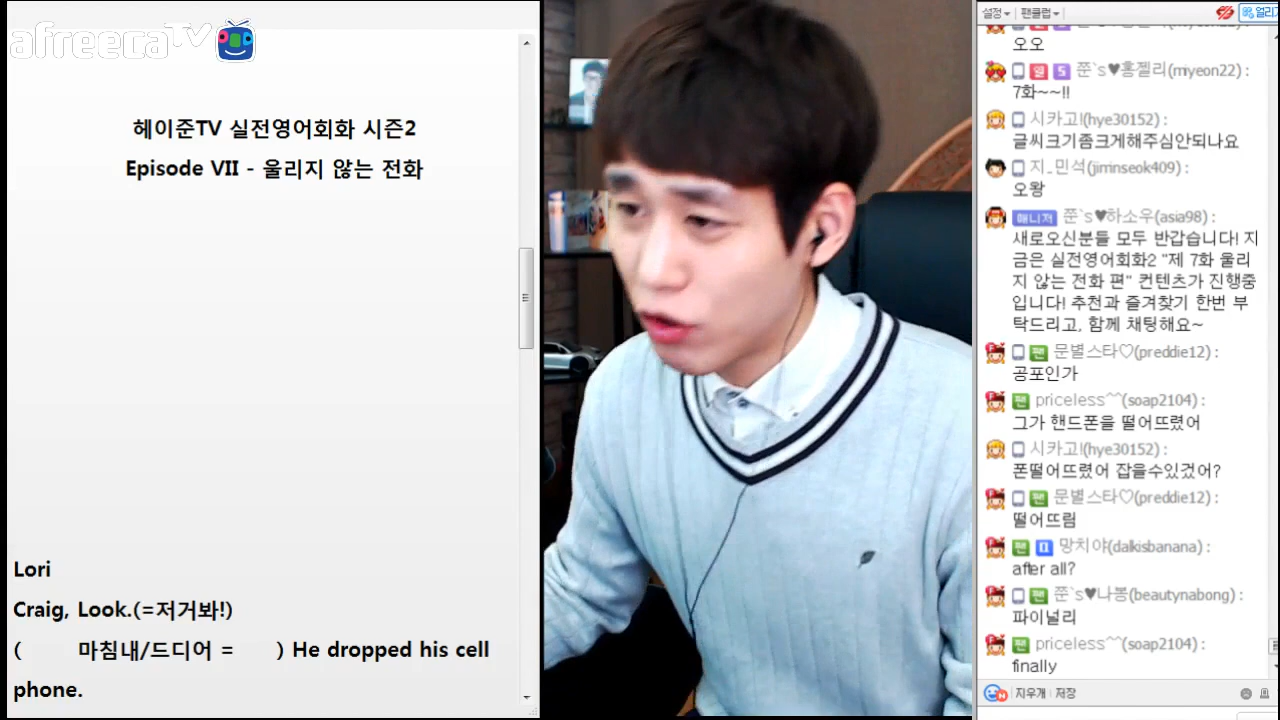 afreecaTV
헤이준TV 실전영어회화 시즌2
Episode VII - 울리지 않는 전화
Lori
Craig, Look.(=저거봐!)
( 마침내/드디어 = ) He dropped his cell
phone.
설정 팬클럽
얼리기
오오
쭌`s♥홍젤리(miyeon22) :
7화~~!!
시카고!(hye30152) :
글씨크기좀크게해주심안되나요
지_민석(jiminseok409) :
오왕
매니저 쭌`s♥하소우(asia98) :
새로오신분들 모두 반갑습니다! 지
금은 실전영어회화2 "제 7화 울리
지 않는 전화 편" 컨텐츠가 진행중
입니다! 추천과 즐겨찾기 한번 부
탁드리고, 함께 채팅해요~
팬 문별스타♡(preddie12) :
공포인가
팬 priceless^^(soap2104) :
그가 핸드폰을 떨어뜨렸어
시카고!(hye30152) :
폰떨어뜨렸어 잡을수있겄어?
팬 문별스타♡(preddie12) :
떨어뜨림
팬 망치야(dalkisbanana) :
after all?
팬 쭌`s♥나봉(beautynabong) :
파이널리
팬 priceless^^(soap2104) :
finally
지우개 저장